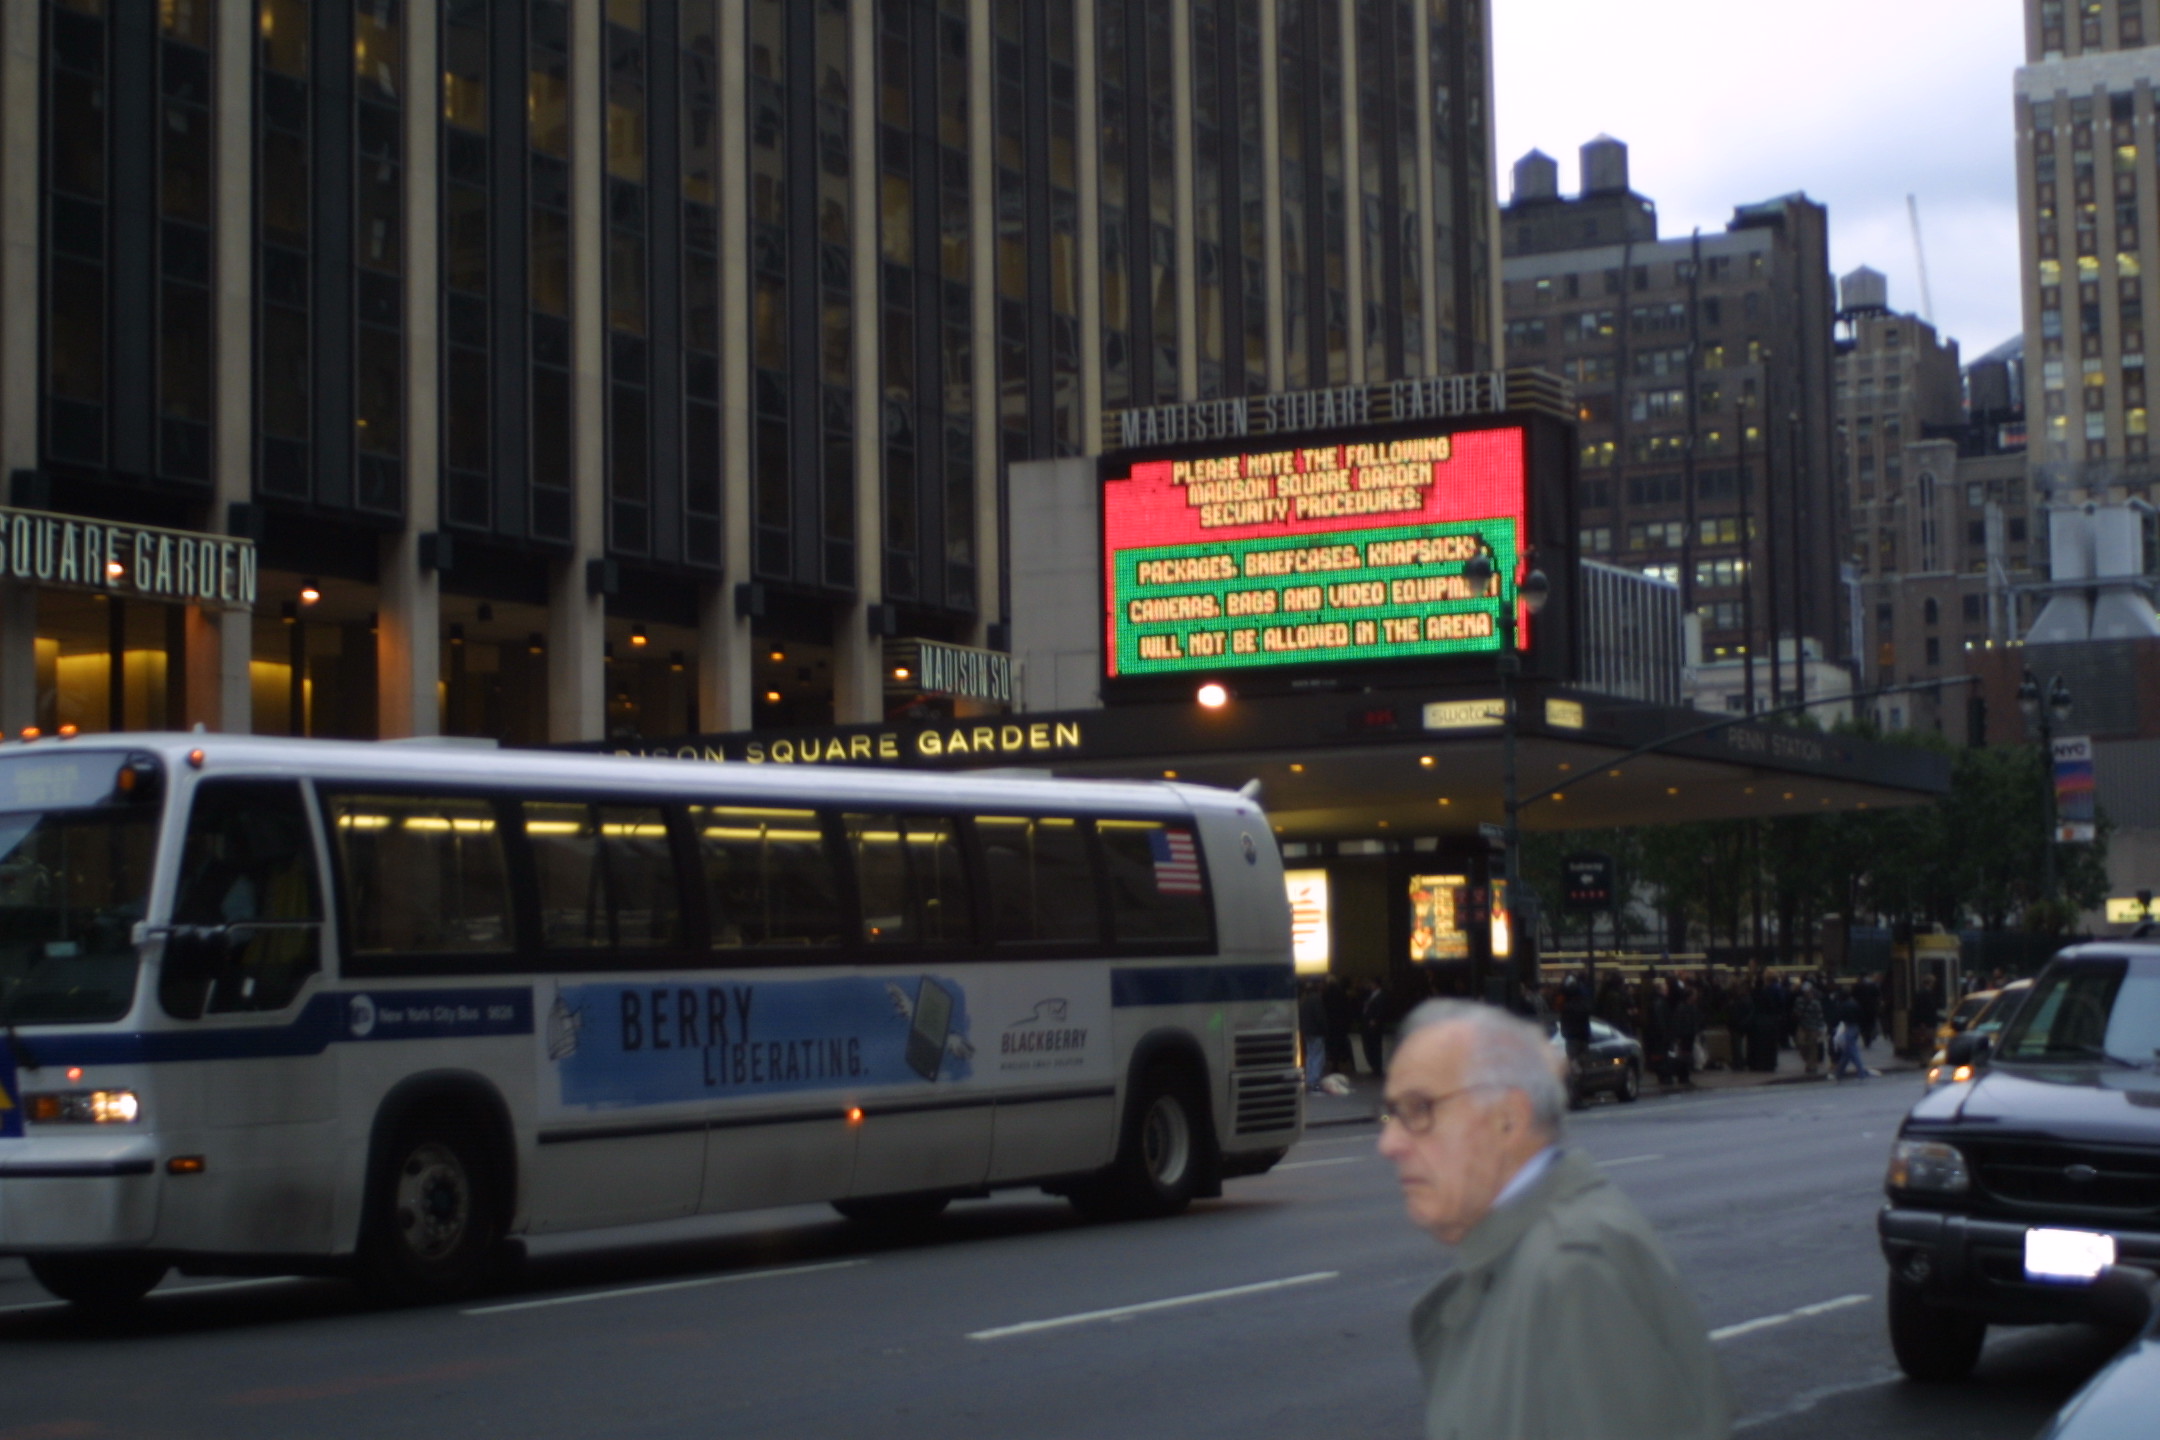 MADISON SQUARE GARDEN
PLEASE NOTE THE FOLLOWING
MADISON SQUARE GARDEN
SECURITY PROCEDURES:
PACKAGES, BRIEFCASES, KNAPSACKS,
CAMERAS, BAGS AND VIDEO EQUIPMENT
WILL NOT BE ALLOWED IN THE ARENA
SQUARE GARDEN
MADISON SQ
SQUARE GARDEN
swatch
PENN STATION
NYC
New York City Bus
BERRY
LIBERATING.
BLACKBERRY